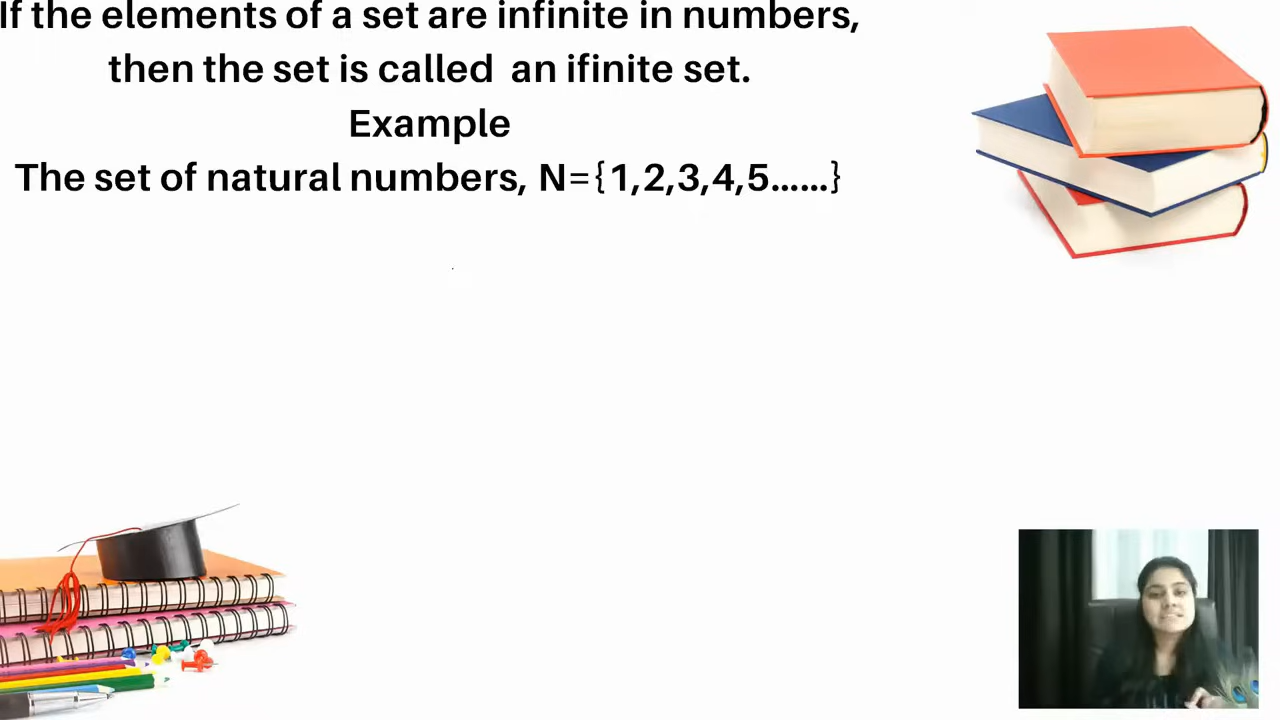 If the elements of a set are infinite in numbers,
then the set is called an ifinite set.
Example
The set of natural numbers, N={1,2,3,4,5......}